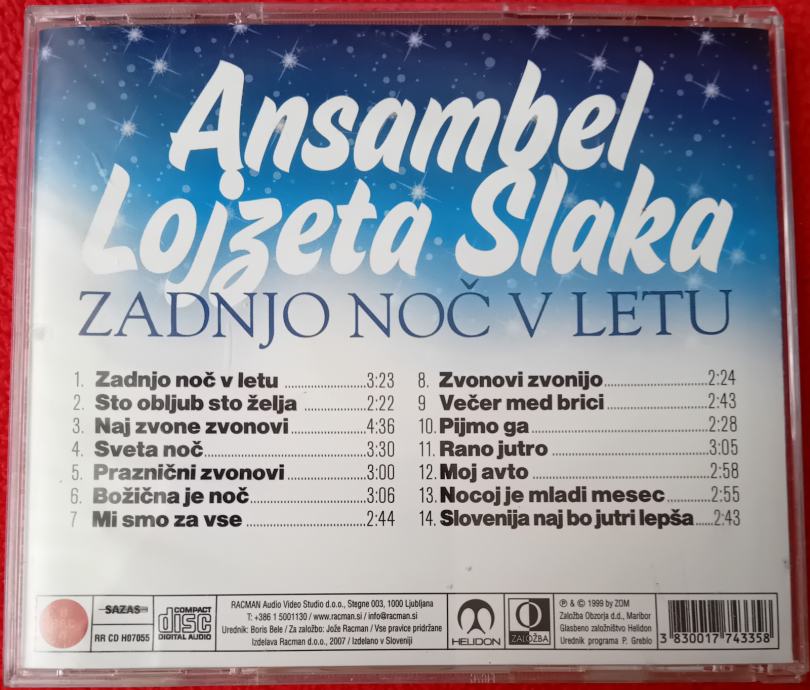 Ansambel
Lojzeta Slaka
ZADNJO NOČ V LETU
1. Zadnjo noč v letu ..................3:23
2. Sto obljub sto želja ..............2:22
3. Naj zvone zvonovi .................4:36
4. Sveta noč.....................................3:30
5. Praznični zvonovi ..................3:00
6. Božična je noč..........................3:06
7 Mi smo za vse ..........................2:44
8. Zvonovi zvonijo.......................2:24
9 Večer med brici.......................2:43
10. Pijmo ga ......................................2:28
11. Rano jutro ..................................3:05
12. Moj avto ......................................2:58
13. Nocoj je mladi mesec..........2:55
14. Slovenija naj bo jutri lepša.....2:43
SAZAS
RR CD H07055
COMPACT
disc
DIGITAL AUDIO
RACMAN Audio Video Studio d.o.o., Stegne 003, 1000 Ljubljana
T: +386 1 5001130 / www.racman.si / info@racman.si
Urednik: Boris Bele / Za založbo: Jože Racman / Vse pravice pridržane
Izdelava Racman d.o.o., 2007 / Izdelano v Sloveniji
HELIDON
ZALOŽBA
℗ & © 1999 by ZOM
Založba Obzorja d.d., Maribor
Glasbeno založništvo Helidon
Urednik programa P. Greblo
3 830017 743358